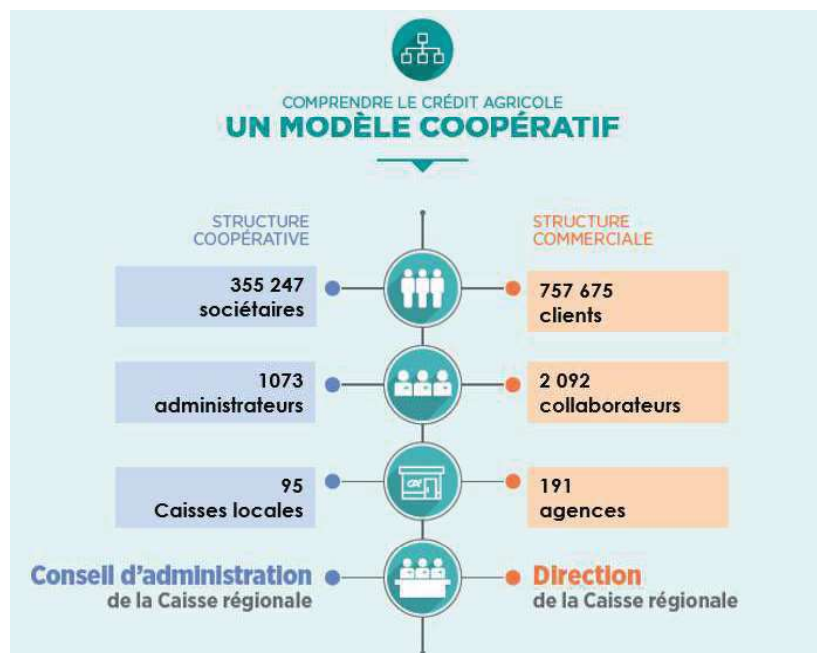 COMPRENDRE LE CRÉDIT AGRICOLE
UN MODÈLE COOPÉRATIF
STRUCTURE
COOPÉRATIVE
STRUCTURE
COMMERCIALE
355 247
sociétaires
757 675
clients
1073
administrateurs
2 092
collaborateurs
95
Caisses locales
191
agences
Conseil d'administration
de la Caisse régionale
Direction
de la Caisse régionale